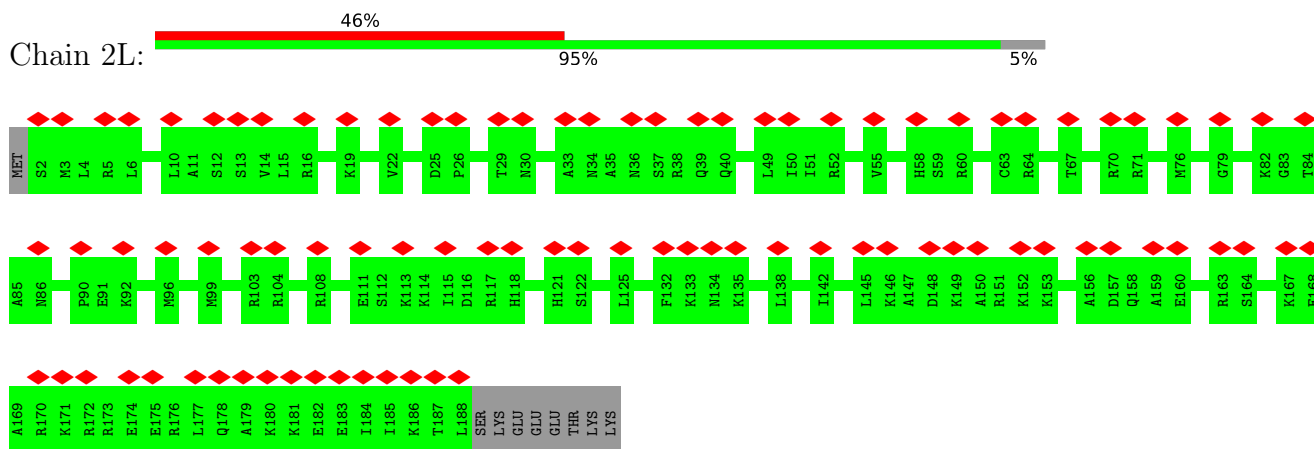 46%
Chain 2L:
95% 5%
MET S2 M3 L4 R5 L6 L10 A11 S12 S13 V14 L15 R16 K19 V22 D25 P26 T29 N30 A33 N34 A35 N36 S37 R38 Q39 Q40 L49 I50 I51 R52 V55 H58 S59 R60 C63 R64 T67 R70 R71 M76 G79 K82 G83 T84
A85 N86 P90 E91 K92 M96 M99 R103 R104 R108 E111 S112 K113 K114 I115 D116 R117 H118 H121 S122 L125 F132 K133 N134 K135 L138 I142 L145 K146 A147 D148 K149 A150 R151 K152 K153 A156 D157 Q158 A159 E160 R163 S164 K167 E168
A169 R170 K171 R172 R173 E174 E175 R176 L177 Q178 A179 K180 K181 E182 E183 I184 I185 K186 T187 L188 SER LYS GLU GLU GLU THR LYS LYS